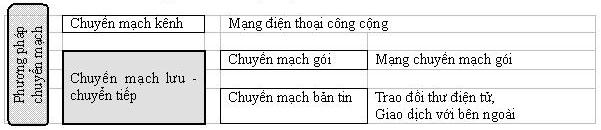 Phương pháp
chuyển mạch
Chuyển mạch kênh
Mạng điện thoại công cộng
Chuyển mạch lưu -
chuyển tiếp
Chuyển mạch gói
Mạng chuyển mạch gói
Chuyển mạch bản tin
Trao đổi thư điện tử,
Giao dịch với bên ngoài